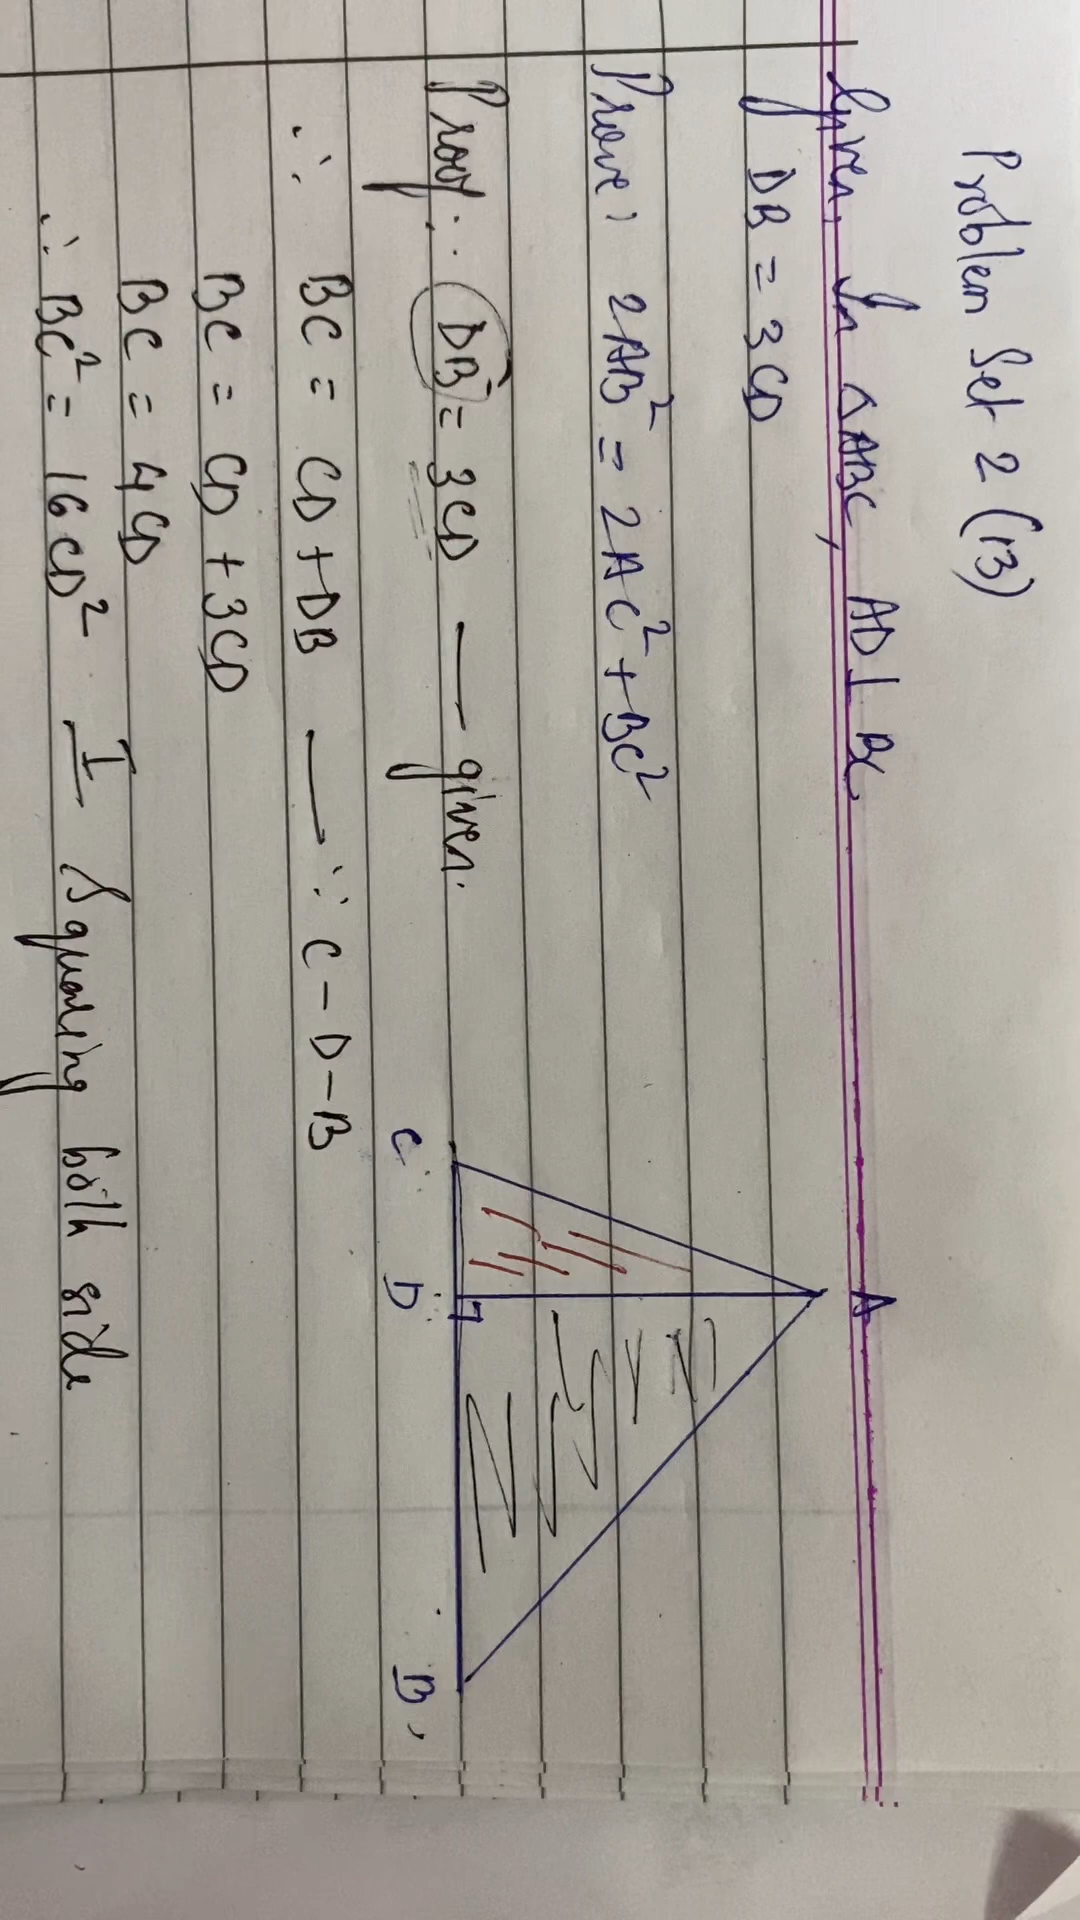 Problem Set 2 (13)
Given, In △ABC, AD ⊥ BC
DB = 3CD
Prove: 2AB² = 2AC² + BC²
A
C D B
Proof: DB = 3CD — given.
∴ BC = CD + DB — ∵ C – D – B
BC = CD + 3CD
BC = 4CD
∴ BC² = 16CD² I Squaring both side